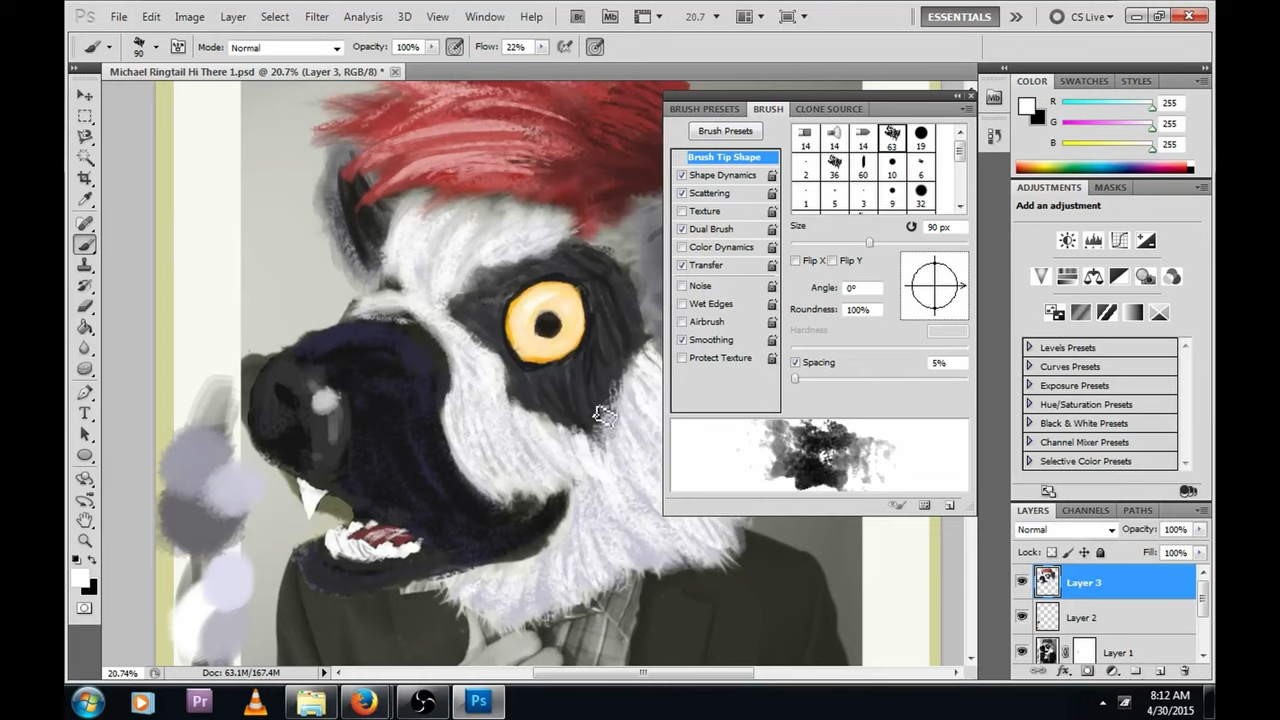 Ps File Edit Image Layer Select Filter Analysis 3D View Window Help Br Mb 20.7 ESSENTIALS CS Live
90 Mode: Normal Opacity: 100% Flow: 22%
Michael Ringtail Hi There 1.psd @ 20.7% (Layer 3, RGB/8) *
BRUSH PRESETS BRUSH CLONE SOURCE
Brush Presets
Brush Tip Shape
Shape Dynamics
Scattering
Texture
Dual Brush
Color Dynamics
Transfer
Noise
Wet Edges
Airbrush
Smoothing
Protect Texture
14 14 14 63 19
2 36 60 10 6
1 5 3 9 32
Size 90 px
Flip X Flip Y
Angle: 0°
Roundness: 100%
Hardness
Spacing 5%
Mb
COLOR SWATCHES STYLES
R 255
G 255
B 255
ADJUSTMENTS MASKS
Add an adjustment
Levels Presets
Curves Presets
Exposure Presets
Hue/Saturation Presets
Black & White Presets
Channel Mixer Presets
Selective Color Presets
LAYERS CHANNELS PATHS
Normal Opacity: 100%
Lock: Fill: 100%
Layer 3
Layer 2
Layer 1
fx
20.74% Doc: 63.1M/167.4M
Pr Ps 8:12 AM
4/30/2015